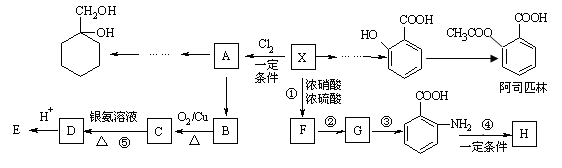 CH₂OH
OH
A
Cl₂
一定
条件
X
HO
COOH
CH₃COO
COOH
阿司匹林
①
浓硝酸
浓硫酸
E
H⁺
D
银氨溶液
△ ⑤
C
O₂/Cu
△
B
F
②
G
③
COOH
NH₂
④
一定条件
H